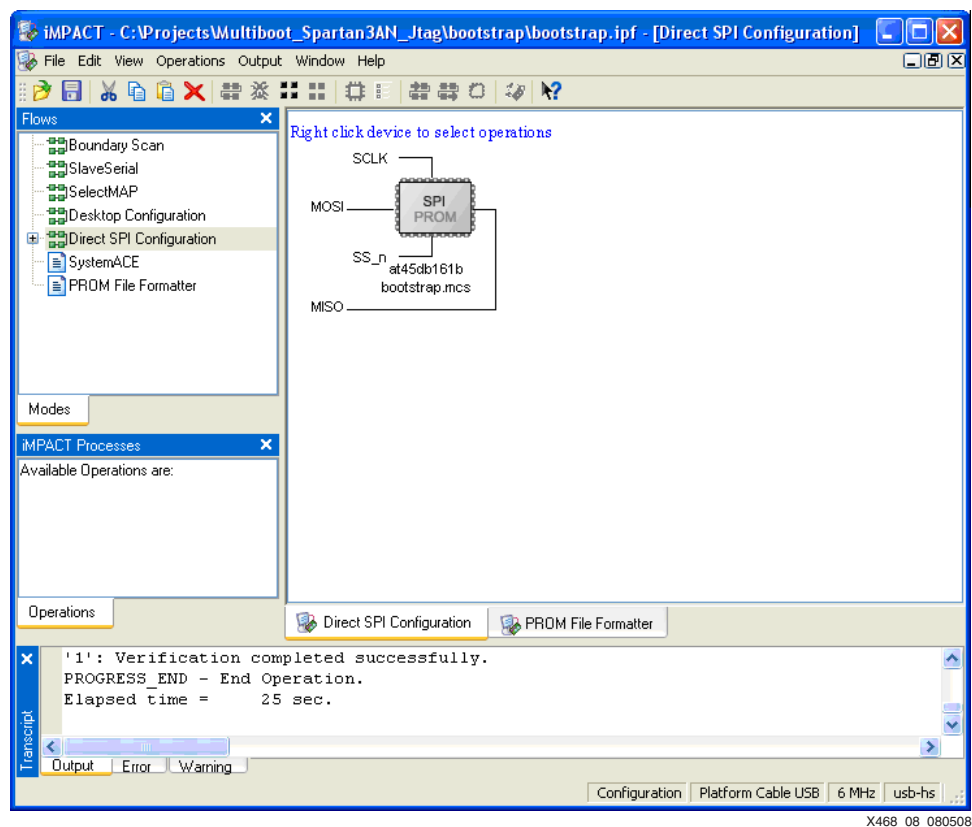 iMPACT - C:\Projects\Multiboot_Spartan3AN_Jtag\bootstrap\bootstrap.ipf - [Direct SPI Configuration]
File Edit View Operations Output Window Help
Flows
Boundary Scan
SlaveSerial
SelectMAP
Desktop Configuration
Direct SPI Configuration
SystemACE
PROM File Formatter
Modes
iMPACT Processes
Available Operations are:
Operations
Right click device to select operations
SCLK
MOSI
SPI
PROM
SS_n
at45db161b
bootstrap.mcs
MISO
Direct SPI Configuration
PROM File Formatter
Transcript
'1': Verification completed successfully.
PROGRESS_END - End Operation.
Elapsed time =     25 sec.
Output Error Warning
Configuration Platform Cable USB 6 MHz usb-hs
X468_08_080508